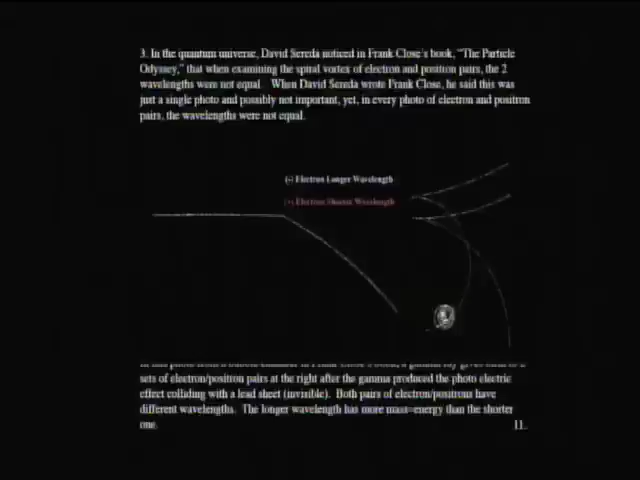 3. In the quantum universe, David Sereda noticed in Frank Close's book, "The Particle
Odyssey," that when examining the spiral vortex of electron and position pairs, the 2
wavelengths were not equal. When David Sereda wrote Frank Close, he said this was
just a single photo and possibly not important, yet, in every photo of electron and positron
pairs, the wavelengths were not equal.
(-) Electron Longer Wavelength
(+) Electron Shorter Wavelength
sets of electron/positron pairs at the right after the gamma produced the photo electric
effect colliding with a lead sheet (invisible). Both pairs of electron/positrons have
different wavelengths. The longer wavelength has more mass=energy than the shorter
one.
11.